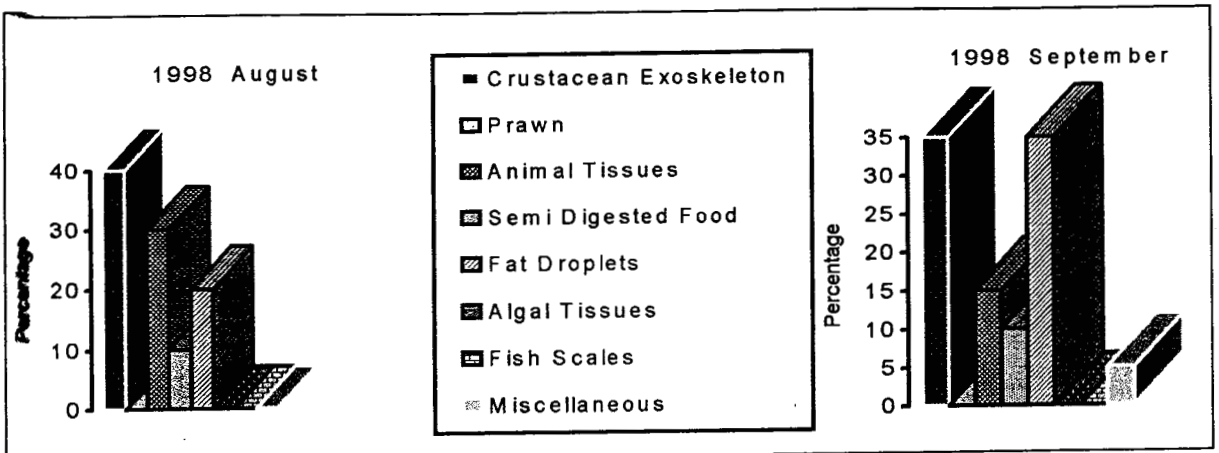 1998 August
Percentage
40
30
20
10
0
Crustacean Exoskeleton
Prawn
Animal Tissues
Semi Digested Food
Fat Droplets
Algal Tissues
Fish Scales
Miscellaneous
1998 September
Percentage
35
30
25
20
15
10
5
0